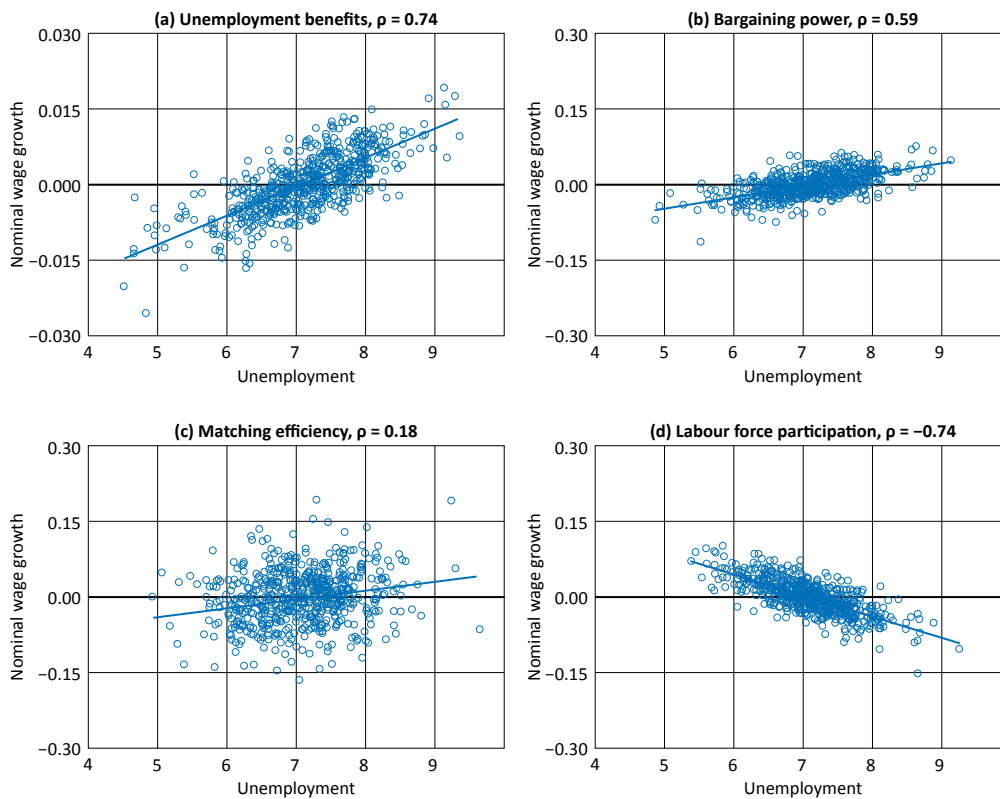 (a) Unemployment benefits, ρ = 0.74
0.030
0.015
0.000
−0.015
−0.030
Nominal wage growth
4 5 6 7 8 9
Unemployment
(b) Bargaining power, ρ = 0.59
0.30
0.15
0.00
−0.15
−0.30
Nominal wage growth
4 5 6 7 8 9
Unemployment
(c) Matching efficiency, ρ = 0.18
0.30
0.15
0.00
−0.15
−0.30
Nominal wage growth
4 5 6 7 8 9
Unemployment
(d) Labour force participation, ρ = −0.74
0.30
0.15
0.00
−0.15
−0.30
Nominal wage growth
4 5 6 7 8 9
Unemployment